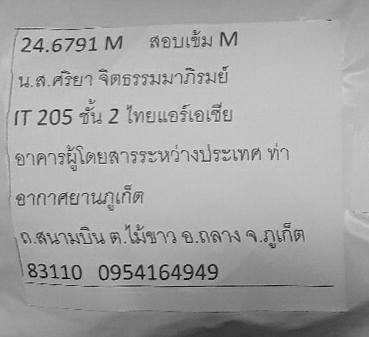 24.6791 M สอบเข้ม M
น.ส.ศริยา จิตธรรมมาภิรมย์
IT 205 ชั้น 2 ไทยแอร์เอเชีย
อาคารผู้โดยสารระหว่างประเทศ ท่า
อากาศยานภูเก็ต
ถ.สนามบิน ต.ไม้ขาว อ.ถลาง จ.ภูเก็ต
83110 0954164949